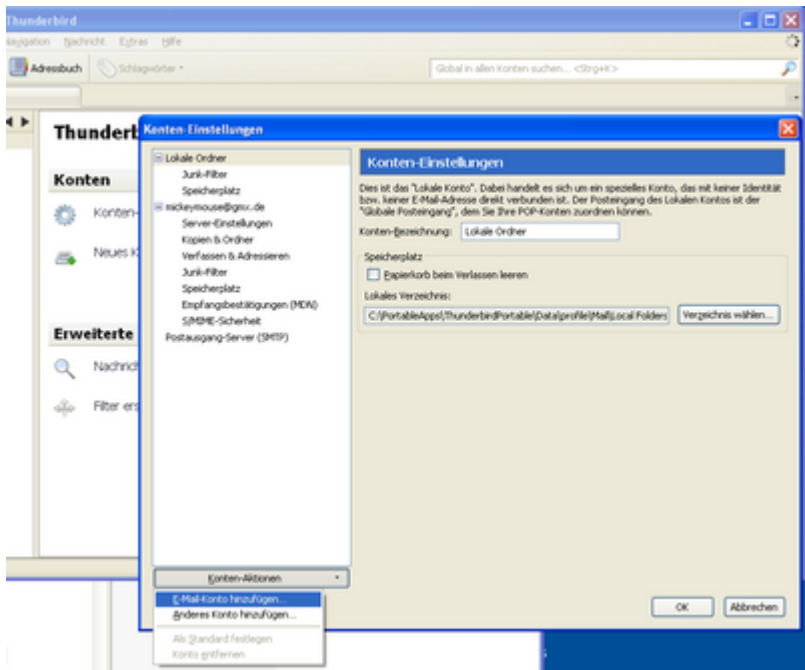 Thunderbird
Navigation Nachricht Extras Hilfe
Adressbuch Schlagwörter
Global in allen Konten suchen... <Strg+K>
Thunderb
Konten
Konten-
Neues K
Erweiterte
Nachrich
Filter ers
Konten-Einstellungen
Lokale Ordner
Junk-Filter
Speicherplatz
mickeymouse@gmx.de
Server-Einstellungen
Kopien & Ordner
Verfassen & Adressieren
Junk-Filter
Speicherplatz
Empfangsbestätigungen (MDN)
S/MIME-Sicherheit
Postausgang-Server (SMTP)
Konten-Aktionen
E-Mail-Konto hinzufügen...
Anderes Konto hinzufügen...
Als Standard festlegen
Konto entfernen
Konten-Einstellungen
Dies ist das "Lokale Konto". Dabei handelt es sich um ein spezielles Konto, das mit keiner Identität
bzw. keiner E-Mail-Adresse direkt verbunden ist. Der Posteingang des Lokalen Kontos ist der
"Globale Posteingang", dem Sie Ihre POP-Konten zuordnen können.
Konten-Bezeichnung: Lokale Ordner
Speicherplatz
Papierkorb beim Verlassen leeren
Lokales Verzeichnis:
C:\PortableApps\ThunderbirdPortable\Data\profile\Mail\Local Folders Verzeichnis wählen...
OK Abbrechen